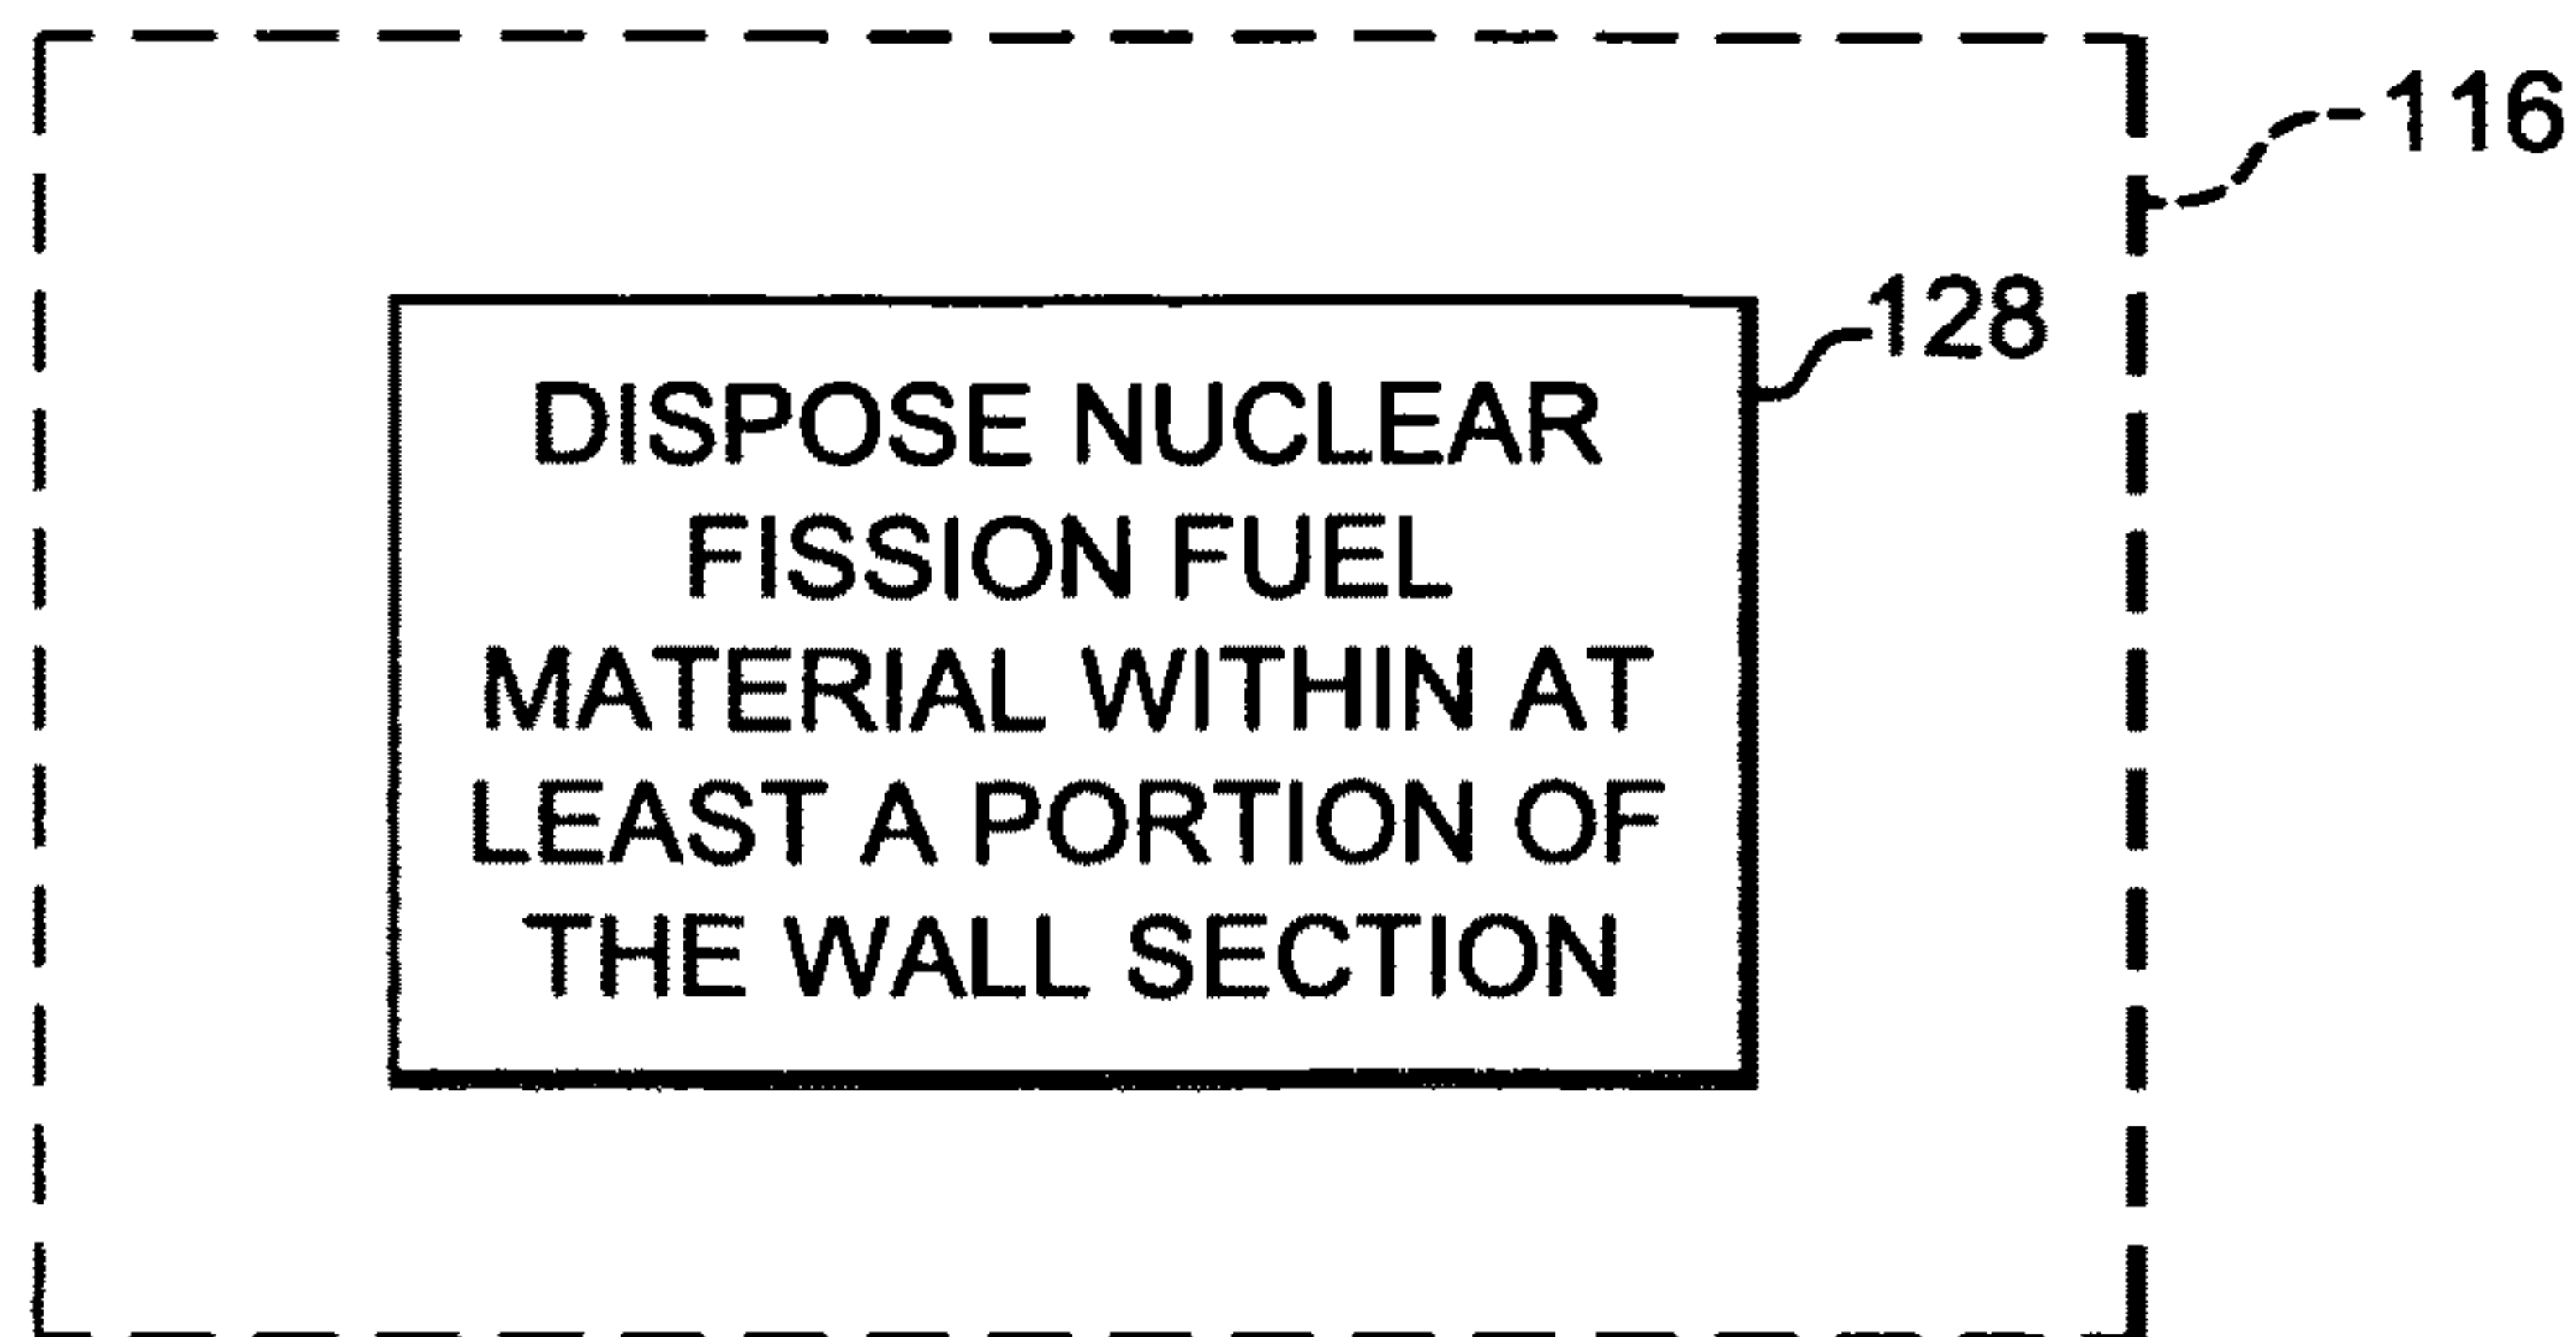 116
128
DISPOSE NUCLEAR
FISSION FUEL
MATERIAL WITHIN AT
LEAST A PORTION OF
THE WALL SECTION